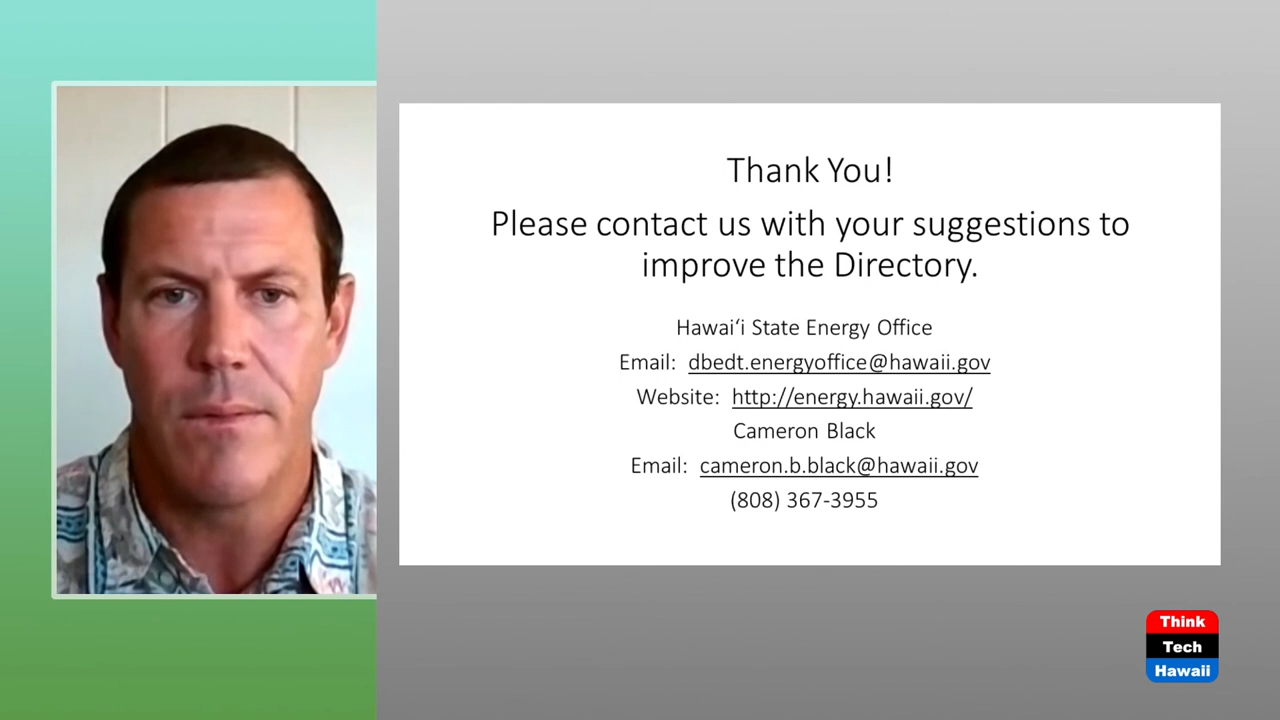 Thank You!
Please contact us with your suggestions to
improve the Directory.
Hawaiʻi State Energy Office
Email: dbedt.energyoffice@hawaii.gov
Website: http://energy.hawaii.gov/
Cameron Black
Email: cameron.b.black@hawaii.gov
(808) 367-3955
Think
Tech
Hawaii